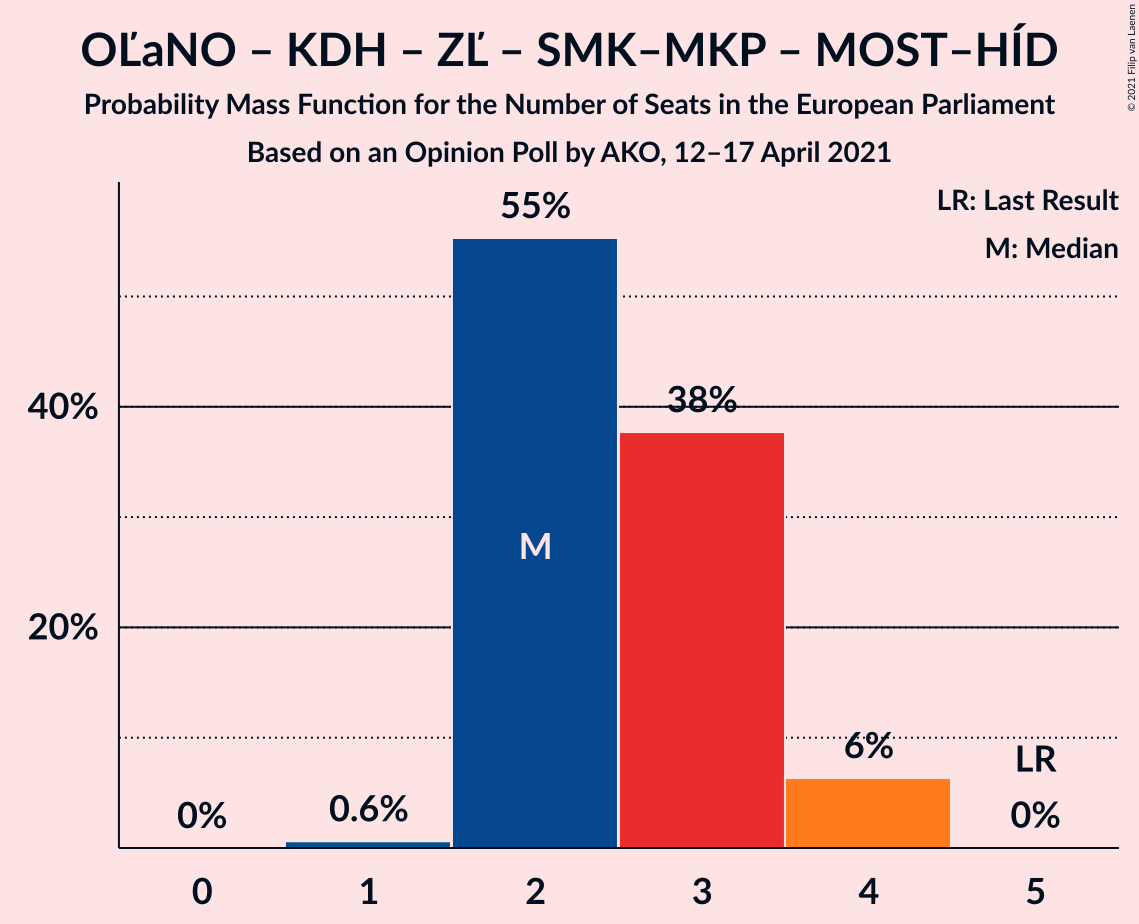 OĽaNO – KDH – ZĽ – SMK–MKP – MOST–HÍD
Probability Mass Function for the Number of Seats in the European Parliament
Based on an Opinion Poll by AKO, 12–17 April 2021
© 2021 Filip van Laenen
LR: Last Result
M: Median
55%
40%
38%
M
20%
6%
LR
0%
0.6%
0%
0 1 2 3 4 5